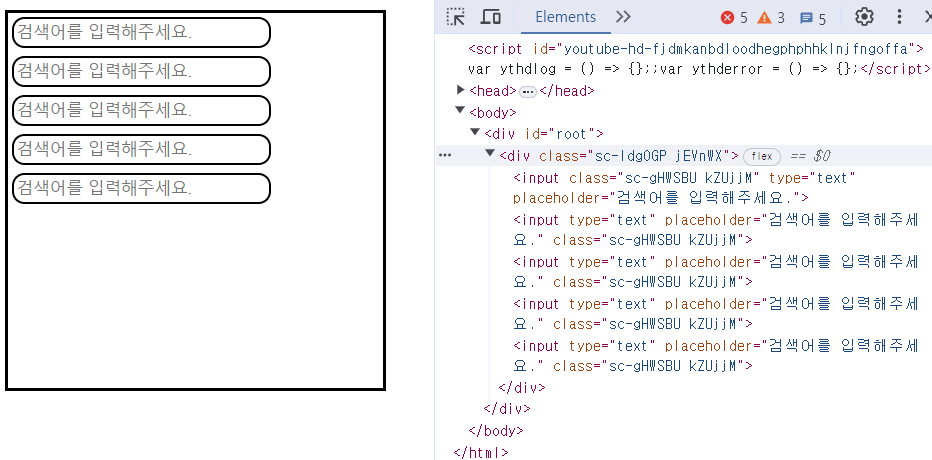 검색어를 입력해주세요.
검색어를 입력해주세요.
검색어를 입력해주세요.
검색어를 입력해주세요.
검색어를 입력해주세요.
Elements 5 3 5
<script id="youtube-hd-fjdmkanbdloodhegphphhklnjfngoffa">
var ythdlog = () => {};;var ythderror = () => {};</script>
<head>…</head>
<body>
<div id="root">
<div class="sc-ldgOGP jEVnWX"> flex == $0
<input class="sc-gHWSBU kZUjjM" type="text"
placeholder="검색어를 입력해주세요.">
<input type="text" placeholder="검색어를 입력해주세
요." class="sc-gHWSBU kZUjjM">
<input type="text" placeholder="검색어를 입력해주세
요." class="sc-gHWSBU kZUjjM">
<input type="text" placeholder="검색어를 입력해주세
요." class="sc-gHWSBU kZUjjM">
<input type="text" placeholder="검색어를 입력해주세
요." class="sc-gHWSBU kZUjjM">
</div>
</div>
</body>
</html>